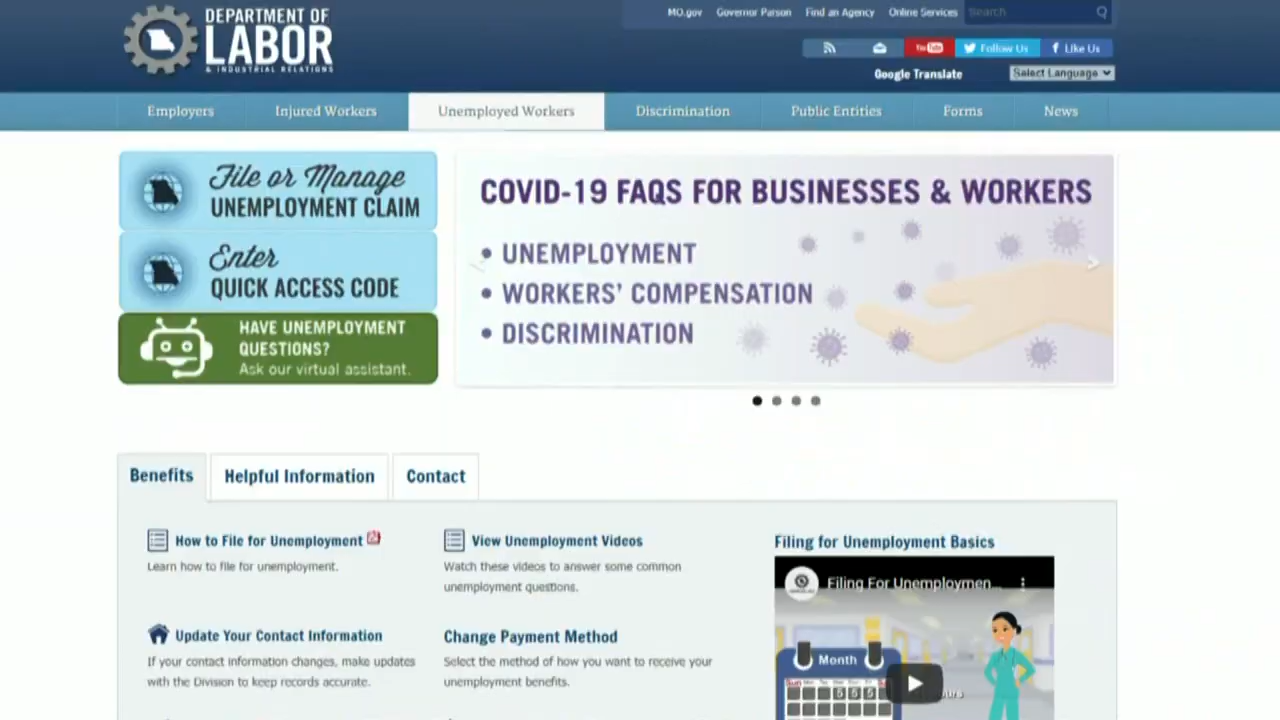 DEPARTMENT OF
LABOR
& INDUSTRIAL RELATIONS
MO.gov Governor Parson Find an Agency Online Services Search
YouTube Follow Us Like Us
Google Translate Select Language
Employers Injured Workers Unemployed Workers Discrimination Public Entities Forms News
File or Manage
UNEMPLOYMENT CLAIM
Enter
QUICK ACCESS CODE
HAVE UNEMPLOYMENT
QUESTIONS?
Ask our virtual assistant.
COVID-19 FAQS FOR BUSINESSES & WORKERS
• UNEMPLOYMENT
• WORKERS' COMPENSATION
• DISCRIMINATION
Benefits Helpful Information Contact
How to File for Unemployment
Learn how to file for unemployment.
Update Your Contact Information
If your contact information changes, make updates
with the Division to keep records accurate.
View Unemployment Videos
Watch these videos to answer some common
unemployment questions.
Change Payment Method
Select the method of how you want to receive your
unemployment benefits.
Filing for Unemployment Basics
Filing For Unemploymen...
Month